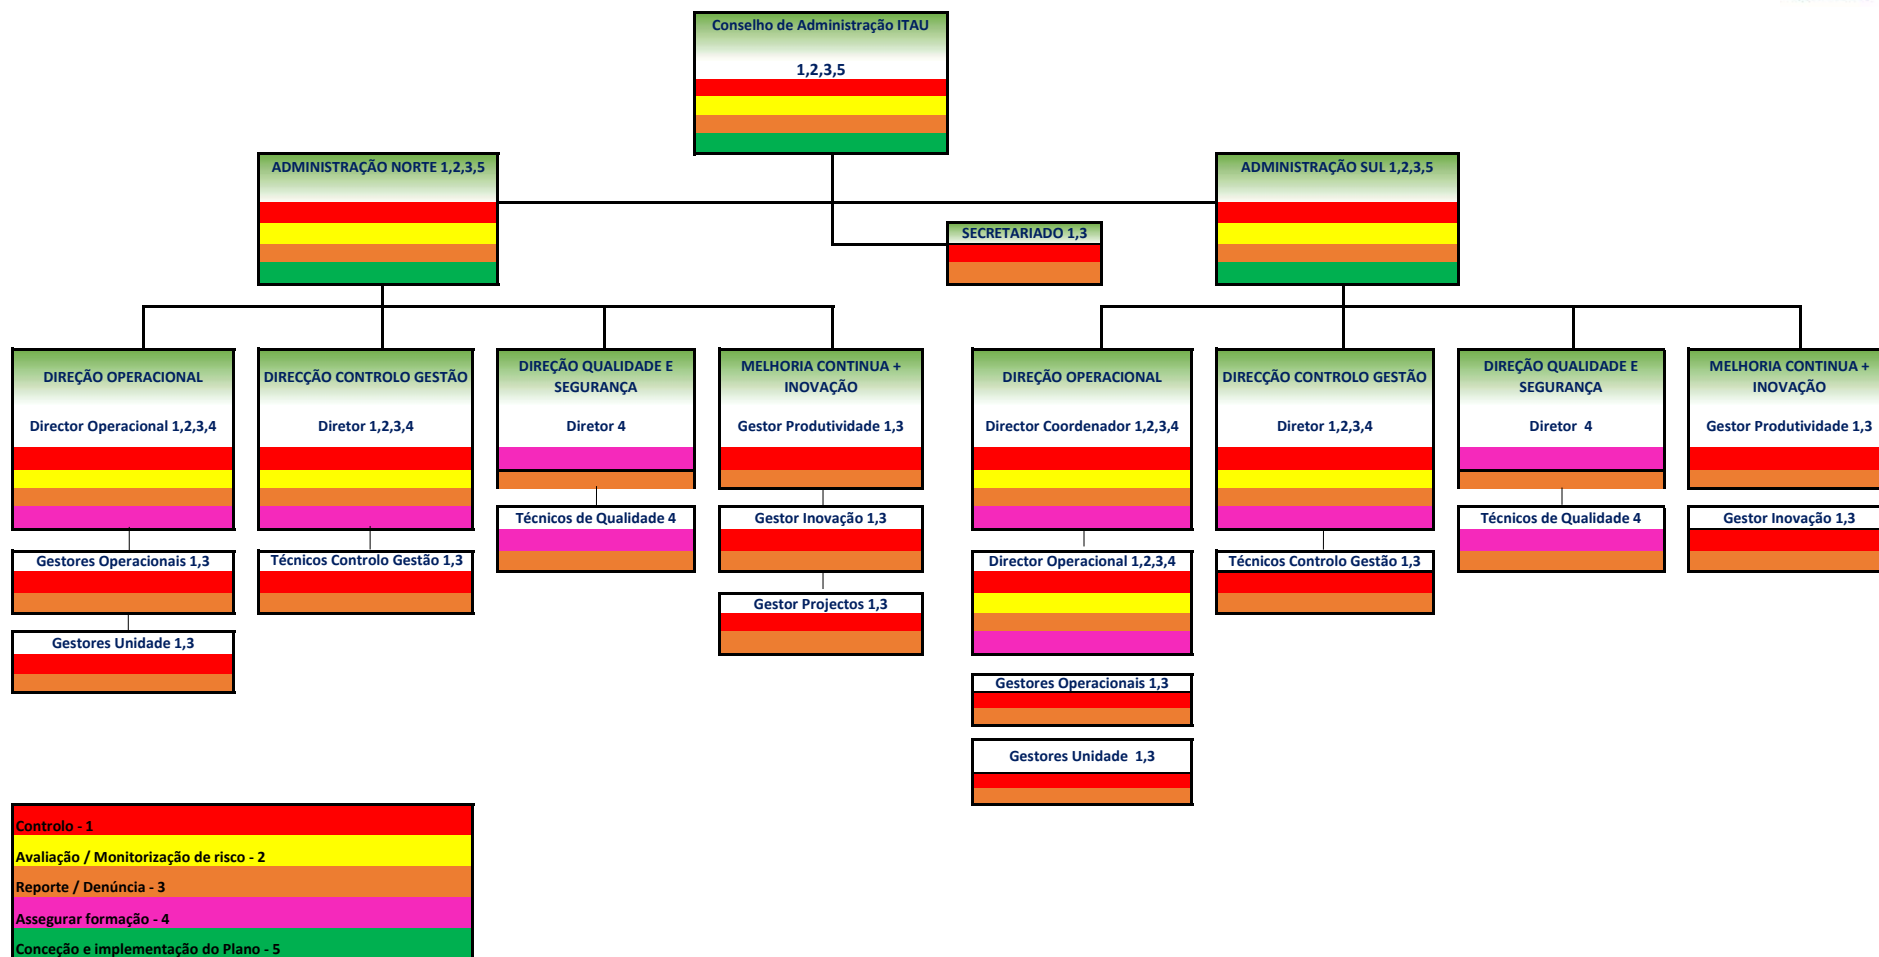 Conselho de Administração ITAU
1,2,3,5
ADMINISTRAÇÃO NORTE 1,2,3,5
ADMINISTRAÇÃO SUL 1,2,3,5
SECRETARIADO 1,3
DIREÇÃO OPERACIONAL
Director Operacional 1,2,3,4
Gestores Operacionais 1,3
Gestores Unidade 1,3
DIRECÇÃO CONTROLO GESTÃO
Diretor 1,2,3,4
Técnicos Controlo Gestão 1,3
DIREÇÃO QUALIDADE E
SEGURANÇA
Diretor 4
Técnicos de Qualidade 4
MELHORIA CONTINUA +
INOVAÇÃO
Gestor Produtividade 1,3
Gestor Inovação 1,3
Gestor Projectos 1,3
DIREÇÃO OPERACIONAL
Director Coordenador 1,2,3,4
Director Operacional 1,2,3,4
Gestores Operacionais 1,3
Gestores Unidade 1,3
DIRECÇÃO CONTROLO GESTÃO
Diretor 1,2,3,4
Técnicos Controlo Gestão 1,3
DIREÇÃO QUALIDADE E
SEGURANÇA
Diretor 4
Técnicos de Qualidade 4
MELHORIA CONTINUA +
INOVAÇÃO
Gestor Produtividade 1,3
Gestor Inovação 1,3
Controlo - 1
Avaliação / Monitorização de risco - 2
Reporte / Denúncia - 3
Assegurar formação - 4
Conceção e implementação do Plano - 5